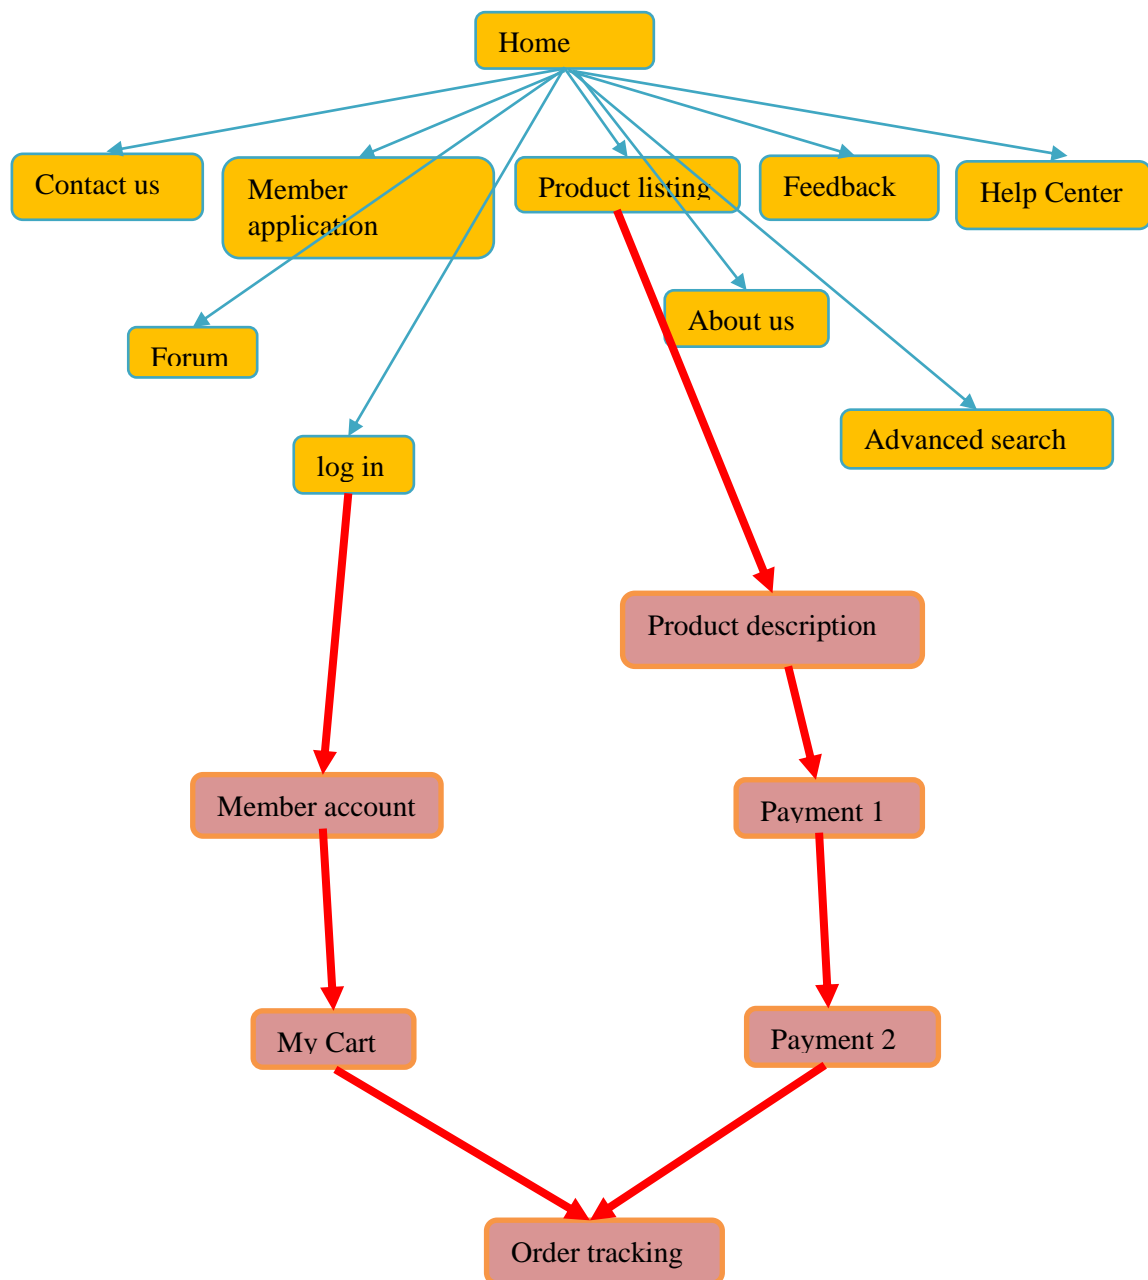 Home
Contact us
Member
application
Product listing
Feedback
Help Center
Forum
About us
log in
Advanced search
Product description
Member account
Payment 1
My Cart
Payment 2
Order tracking